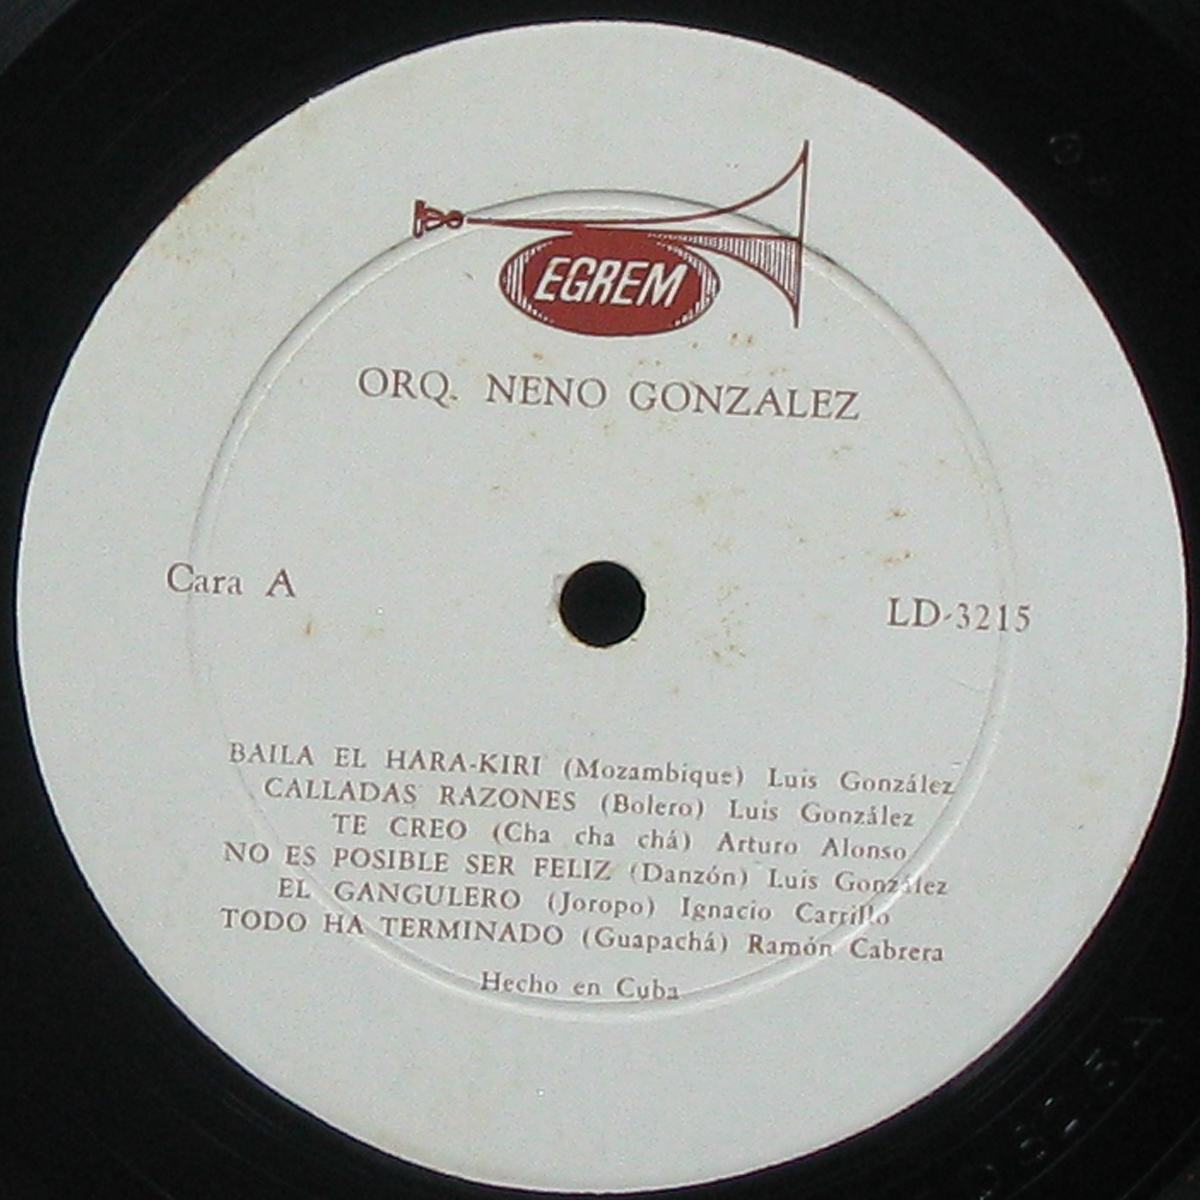 EGREM
ORQ. NENO GONZALEZ
Cara A
LD-3215
BAILA EL HARA-KIRI (Mozambique) Luis González
CALLADAS RAZONES (Bolero) Luis González
TE CREO (Cha cha chá) Arturo Alonso
NO ES POSIBLE SER FELIZ (Danzón) Luis González
EL GANGULERO (Joropo) Ignacio Carrillo
TODO HA TERMINADO (Guapachá) Ramón Cabrera
Hecho en Cuba